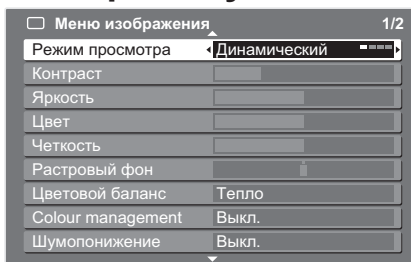 Меню изображения 1/2
Режим просмотра Динамический
Контраст
Яркость
Цвет
Четкость
Растровый фон
Цветовой баланс Тепло
Colour management Выкл.
Шумопонижение Выкл.